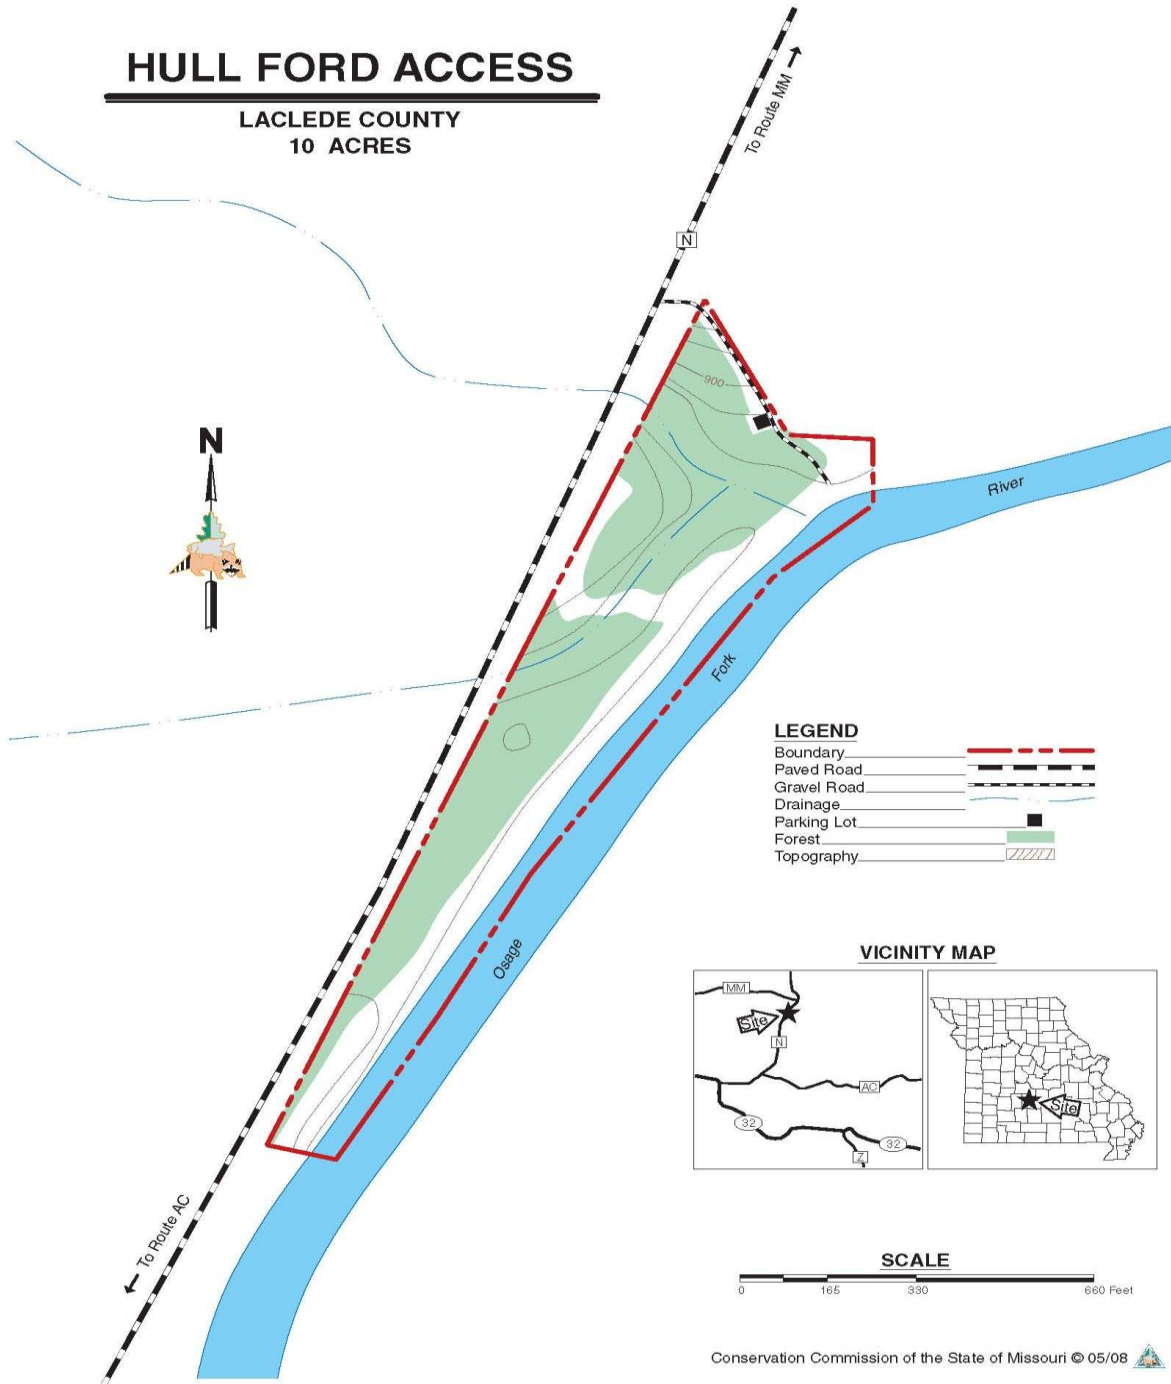 HULL FORD ACCESS
LACLEDE COUNTY
10 ACRES
To Route MM
N
900
N
River
Fork
Osage
To Route AC
LEGEND
Boundary
Paved Road
Gravel Road
Drainage
Parking Lot
Forest
Topography
VICINITY MAP
MM
Site
N
AC
32
32
Z
Site
SCALE
0 165 330 660 Feet
Conservation Commission of the State of Missouri © 05/08